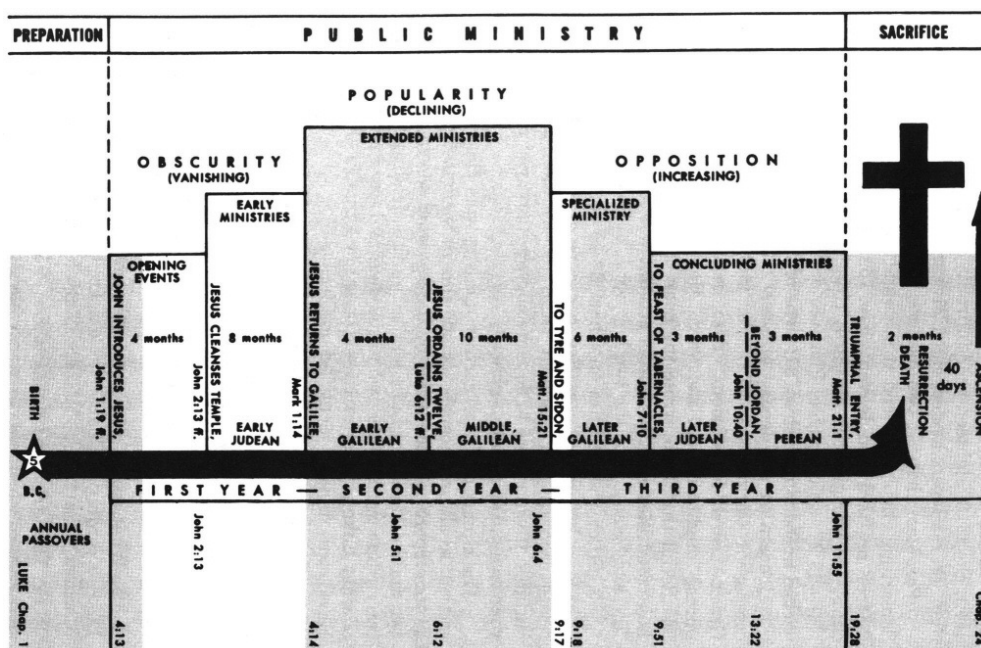 PREPARATION
PUBLIC MINISTRY
SACRIFICE
POPULARITY
(DECLINING)
EXTENDED MINISTRIES
OBSCURITY
(VANISHING)
OPPOSITION
(INCREASING)
EARLY
MINISTRIES
SPECIALIZED
MINISTRY
OPENING
EVENTS
CONCLUDING MINISTRIES
BIRTH
John 1:19 ff.
JOHN INTRODUCES JESUS,
4 months
John 2:13 ff.
JESUS CLEANSES TEMPLE,
8 months
Mark 1:14
JESUS RETURNS TO GALILEE,
4 months
Luke 6:12 ff.
JESUS ORDAINS TWELVE,
10 months
Matt. 15:21
TO TYRE AND SIDON,
6 months
John 7:10
TO FEAST OF TABERNACLES,
3 months
John 10:40
BEYOND JORDAN,
3 months
Matt. 21:1
TRIUMPHAL ENTRY,
2 months
DEATH
RESURRECTION
40
days
ASCENSION
EARLY
JUDEAN
EARLY
GALILEAN
MIDDLE,
GALILEAN
LATER
GALILEAN
LATER
JUDEAN
PEREAN
5
B.C.
FIRST YEAR — SECOND YEAR — THIRD YEAR
ANNUAL
PASSOVERS
John 2:13
John 5:1
John 6:4
John 11:55
LUKE Chap. 1
4:13
4:14
6:12
9:17
9:18
9:51
13:22
19:28
Chap. 24